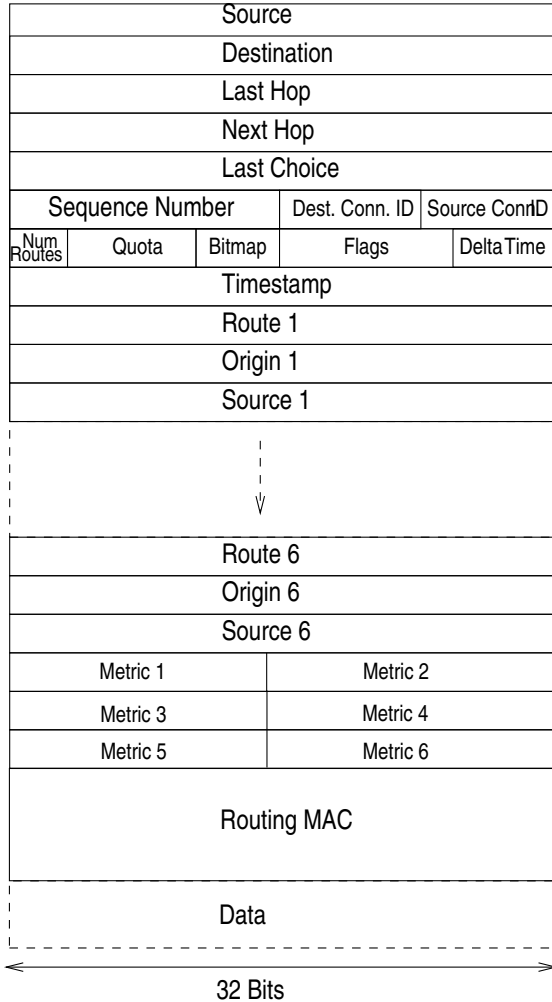 Source
Destination
Last Hop
Next Hop
Last Choice
Sequence Number Dest. Conn. ID Source ConnID
Num Routes Quota Bitmap Flags Delta Time
Timestamp
Route 1
Origin 1
Source 1
Route 6
Origin 6
Source 6
Metric 1 Metric 2
Metric 3 Metric 4
Metric 5 Metric 6
Routing MAC
Data
32 Bits